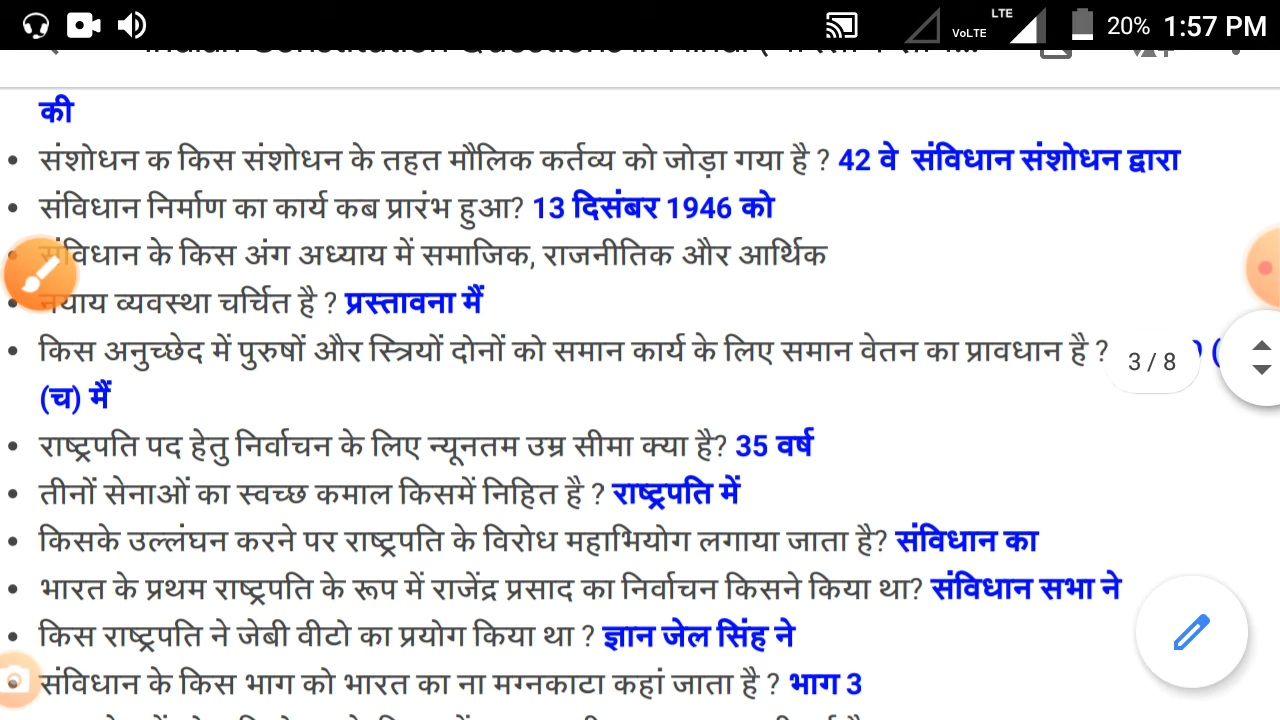 LTE
VoLTE
20% 1:57 PM
की
• संशोधन क किस संशोधन के तहत मौलिक कर्तव्य को जोड़ा गया है ? 42 वे संविधान संशोधन द्वारा
• संविधान निर्माण का कार्य कब प्रारंभ हुआ? 13 दिसंबर 1946 को
• संविधान के किस अंग अध्याय में समाजिक, राजनीतिक और आर्थिक
• नयाय व्यवस्था चर्चित है ? प्रस्तावना मैं
• किस अनुच्छेद में पुरुषों और स्त्रियों दोनों को समान कार्य के लिए समान वेतन का प्रावधान है ?
3 / 8
(च) मैं
• राष्ट्रपति पद हेतु निर्वाचन के लिए न्यूनतम उम्र सीमा क्या है? 35 वर्ष
• तीनों सेनाओं का स्वच्छ कमाल किसमें निहित है ? राष्ट्रपति में
• किसके उल्लंघन करने पर राष्ट्रपति के विरोध महाभियोग लगाया जाता है? संविधान का
• भारत के प्रथम राष्ट्रपति के रूप में राजेंद्र प्रसाद का निर्वाचन किसने किया था? संविधान सभा ने
• किस राष्ट्रपति ने जेबी वीटो का प्रयोग किया था ? ज्ञान जेल सिंह ने
• संविधान के किस भाग को भारत का ना मग्नकाटा कहां जाता है ? भाग 3